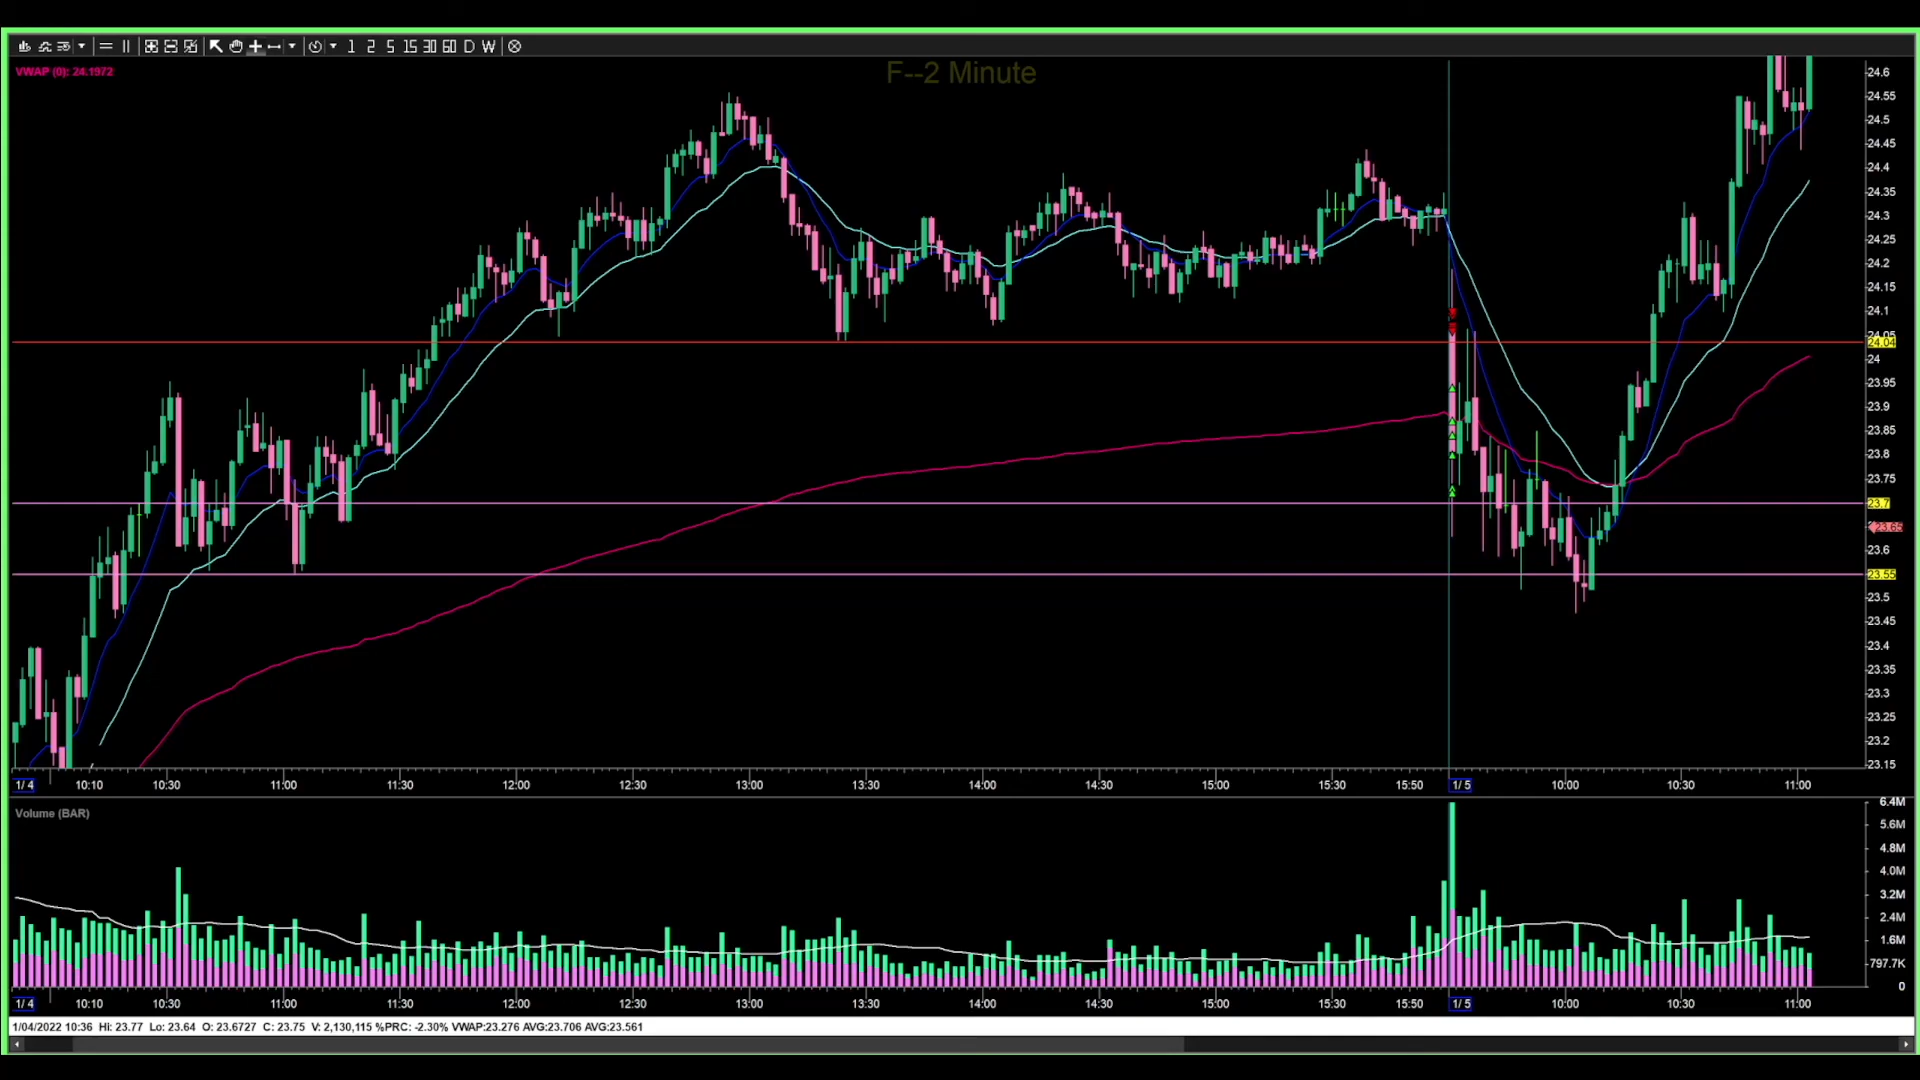 1 2 5 15 30 60 D W
VWAP (0): 24.1972
F--2 Minute
24.6
24.55
24.5
24.45
24.4
24.35
24.3
24.25
24.2
24.15
24.1
24.05
24.04
24
23.95
23.9
23.85
23.8
23.75
23.7
23.65
23.6
23.55
23.5
23.45
23.4
23.35
23.3
23.25
23.2
23.15
1/ 4 10:10 10:30 11:00 11:30 12:00 12:30 13:00 13:30 14:00 14:30 15:00 15:30 15:50 1/ 5 10:00 10:30 11:00
Volume (BAR)
6.4M
5.6M
4.8M
4.0M
3.2M
2.4M
1.6M
797.7K
0
1/ 4 10:10 10:30 11:00 11:30 12:00 12:30 13:00 13:30 14:00 14:30 15:00 15:30 15:50 1/ 5 10:00 10:30 11:00
1/04/2022 10:36 Hi: 23.77 Lo: 23.64 O: 23.6727 C: 23.75 V: 2,130,115 %PRC: -2.30% VWAP:23.276 AVG:23.706 AVG:23.561